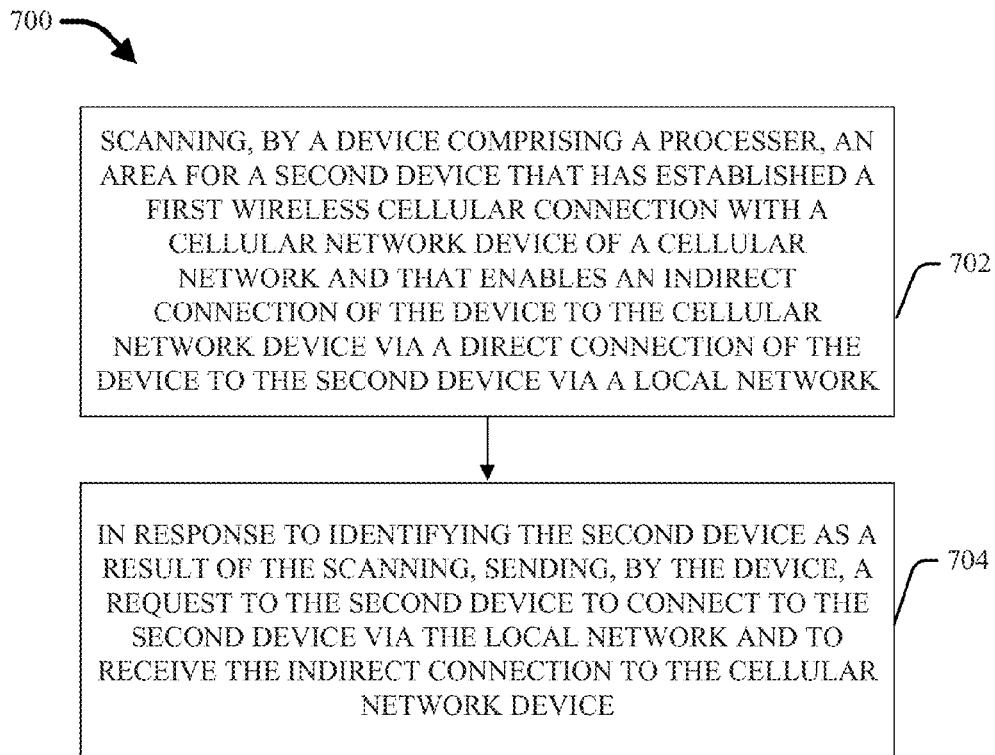 700
SCANNING, BY A DEVICE COMPRISING A PROCESSER, AN
AREA FOR A SECOND DEVICE THAT HAS ESTABLISHED A
FIRST WIRELESS CELLULAR CONNECTION WITH A
CELLULAR NETWORK DEVICE OF A CELLULAR
NETWORK AND THAT ENABLES AN INDIRECT
CONNECTION OF THE DEVICE TO THE CELLULAR
NETWORK DEVICE VIA A DIRECT CONNECTION OF THE
DEVICE TO THE SECOND DEVICE VIA A LOCAL NETWORK
702
IN RESPONSE TO IDENTIFYING THE SECOND DEVICE AS A
RESULT OF THE SCANNING, SENDING, BY THE DEVICE, A
REQUEST TO THE SECOND DEVICE TO CONNECT TO THE
SECOND DEVICE VIA THE LOCAL NETWORK AND TO
RECEIVE THE INDIRECT CONNECTION TO THE CELLULAR
NETWORK DEVICE
704